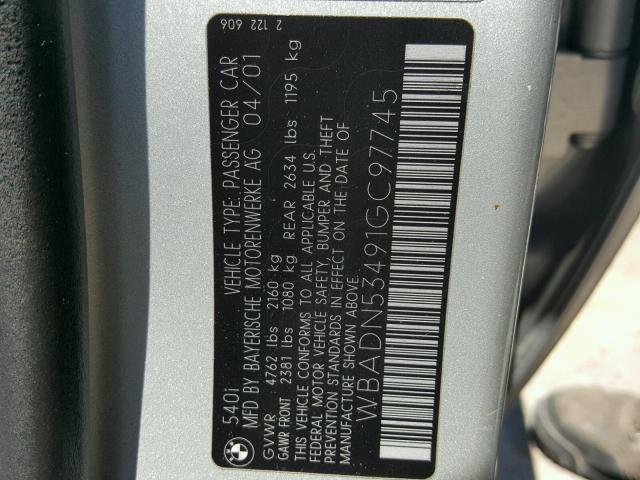 540i VEHICLE TYPE: PASSENGER CAR
MFD BY BAYERISCHE MOTORENWERKE AG 04/01
GVWR 4762 lbs 2160 kg
GAWR FRONT 2381 lbs 1080 kg REAR 2634 lbs 1195 kg
THIS VEHICLE CONFORMS TO ALL APPLICABLE U.S.
FEDERAL MOTOR VEHICLE SAFETY, BUMPER AND THEFT
PREVENTION STANDARDS IN EFFECT ON THE DATE OF
MANUFACTURE SHOWN ABOVE.
WBADN53491GC97745
2 122 606